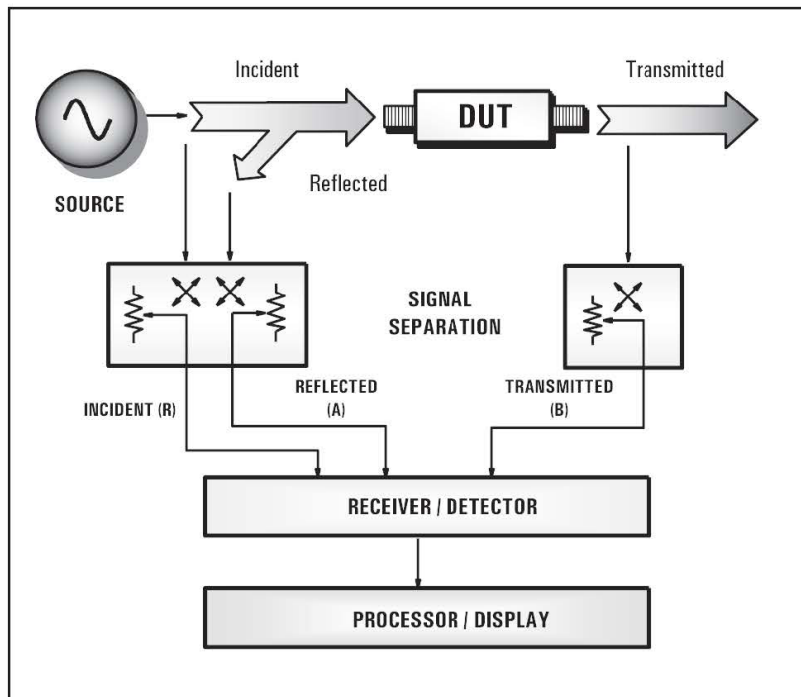 Incident
Transmitted
DUT
Reflected
SOURCE
SIGNAL
SEPARATION
INCIDENT (R)
REFLECTED
(A)
TRANSMITTED
(B)
RECEIVER / DETECTOR
PROCESSOR / DISPLAY